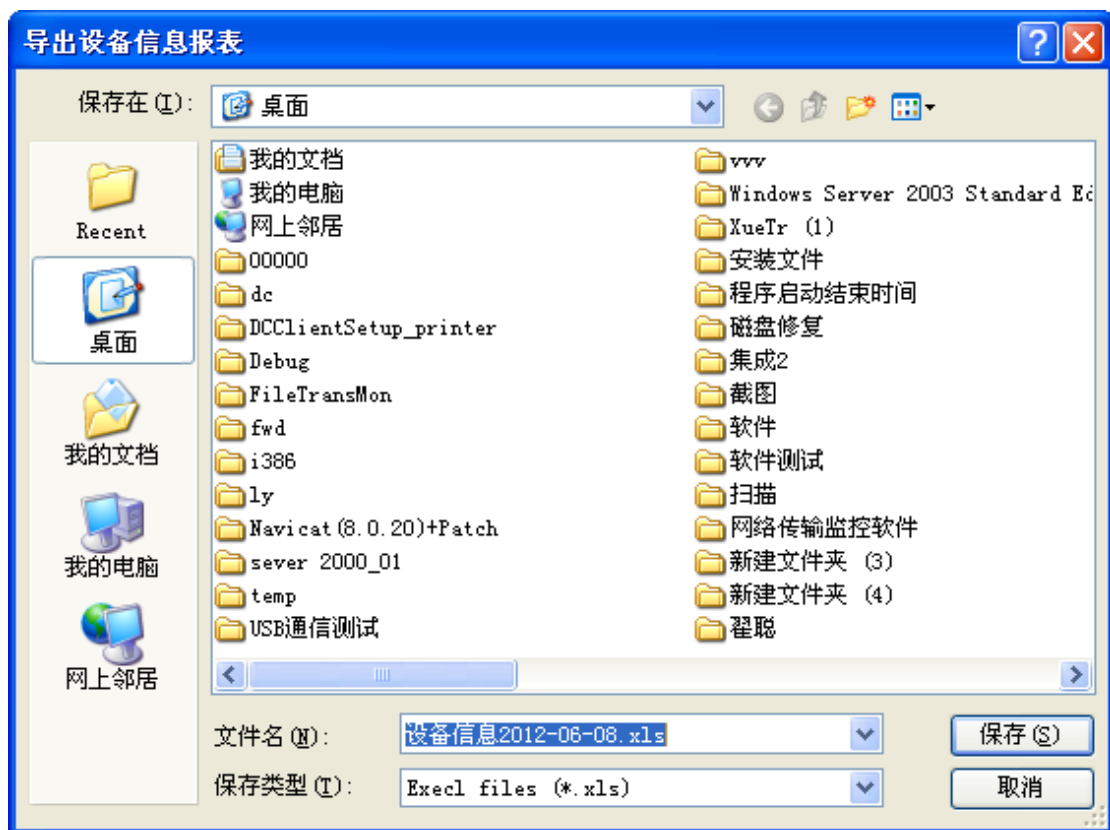 导出设备信息报表
保存在(I):
桌面
Recent
桌面
我的文档
我的电脑
网上邻居
我的文档
我的电脑
网上邻居
00000
dc
DCClientSetup_printer
Debug
FileTransMon
fwd
i386
ly
Navicat(8.0.20)+Patch
sever 2000_01
temp
USB通信测试
vvv
Windows Server 2003 Standard Ed
XueTr (1)
安装文件
程序启动结束时间
磁盘修复
集成2
截图
软件
软件测试
扫描
网络传输监控软件
新建文件夹 (3)
新建文件夹 (4)
翟聪
文件名(N):
设备信息2012-06-08.xls
保存(S)
保存类型(T):
Execl files (*.xls)
取消